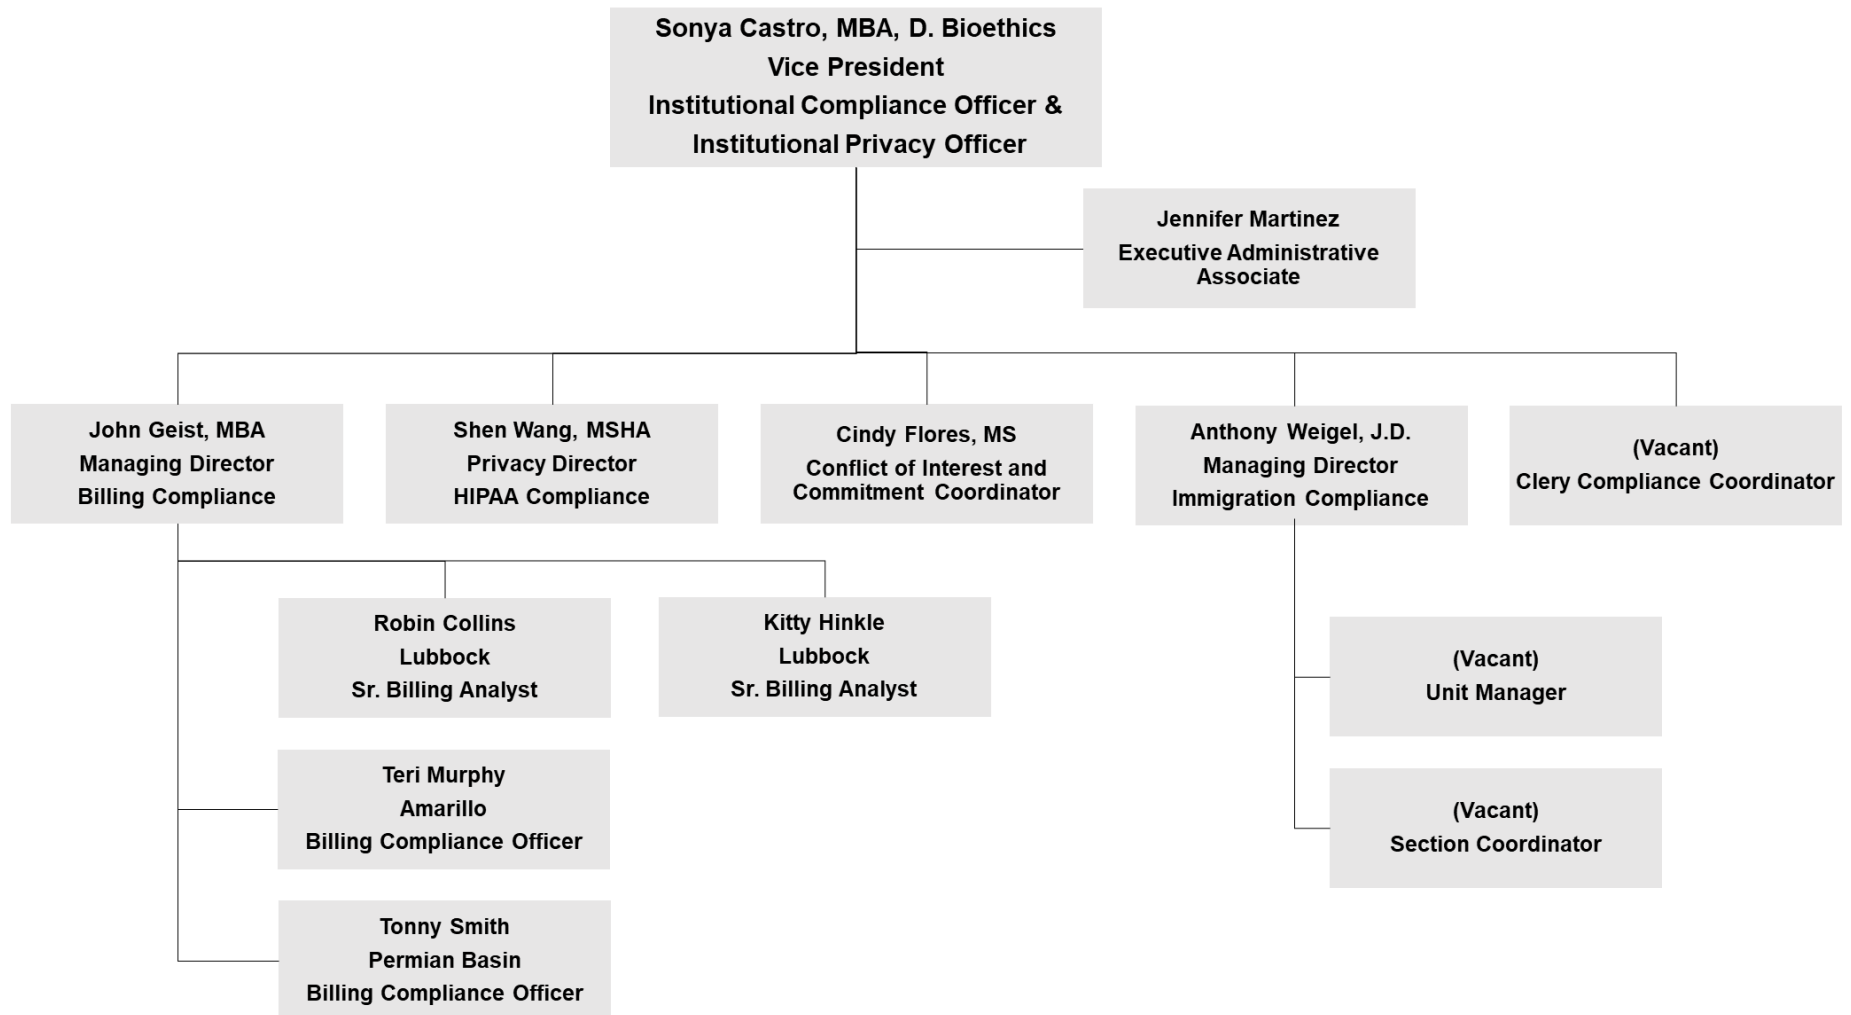 Sonya Castro, MBA, D. Bioethics
Vice President
Institutional Compliance Officer &
Institutional Privacy Officer
Jennifer Martinez
Executive Administrative
Associate
John Geist, MBA
Managing Director
Billing Compliance
Shen Wang, MSHA
Privacy Director
HIPAA Compliance
Cindy Flores, MS
Conflict of Interest and
Commitment Coordinator
Anthony Weigel, J.D.
Managing Director
Immigration Compliance
(Vacant)
Clery Compliance Coordinator
Robin Collins
Lubbock
Sr. Billing Analyst
Kitty Hinkle
Lubbock
Sr. Billing Analyst
(Vacant)
Unit Manager
Teri Murphy
Amarillo
Billing Compliance Officer
(Vacant)
Section Coordinator
Tonny Smith
Permian Basin
Billing Compliance Officer